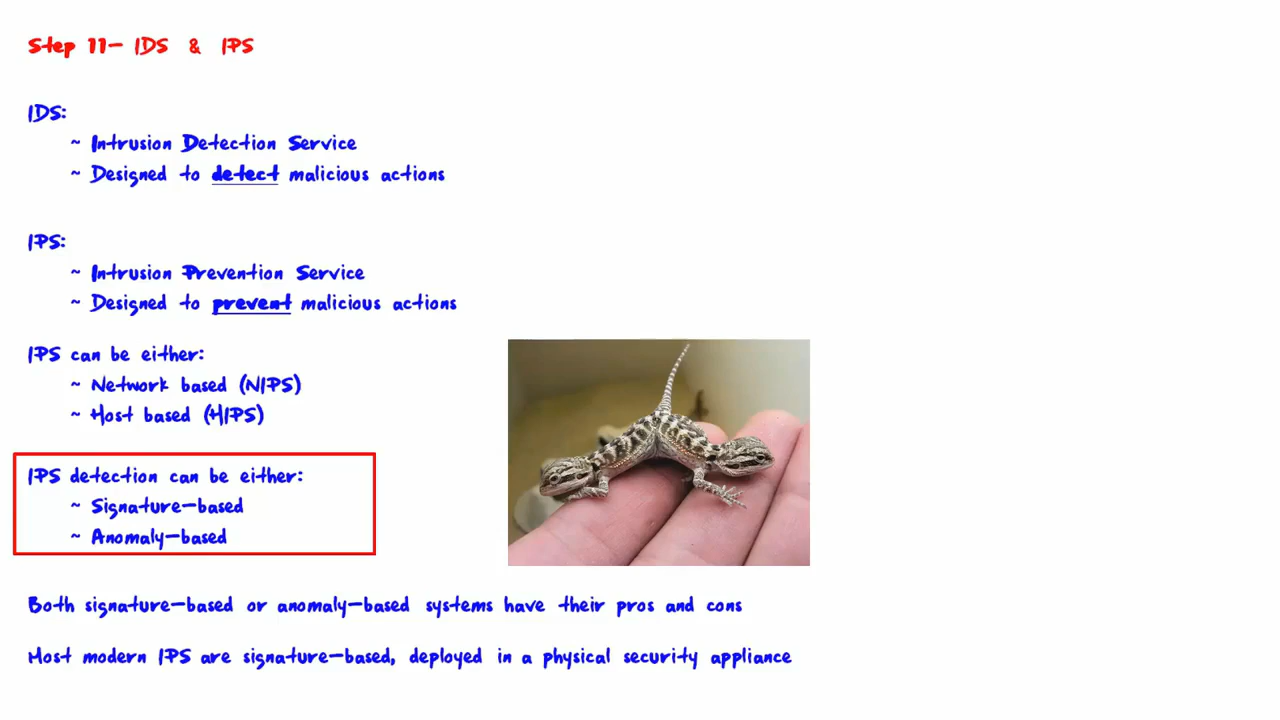 Step 11- IDS & IPS
IDS:
~ Intrusion Detection Service
~ Designed to detect malicious actions
IPS:
~ Intrusion Prevention Service
~ Designed to prevent malicious actions
IPS can be either:
~ Network based (NIPS)
~ Host based (HIPS)
IPS detection can be either:
~ Signature-based
~ Anomaly-based
Both signature-based or anomaly-based systems have their pros and cons
Most modern IPS are signature-based, deployed in a physical security appliance